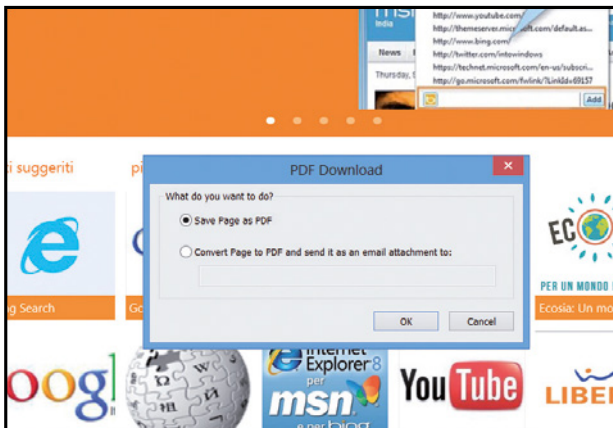 msn
India
News
Thursday,
http://www.youtube.com/
http://themeserver.microsoft.com/default.as...
http://www.bing.com/
http://twitter.com/intowindows
https://technet.microsoft.com/en-us/subscri...
http://go.microsoft.com/fwlink/?LinkId=69157
Add
ti suggeriti
pi
PDF Download
What do you want to do?
Save Page as PDF
Convert Page to PDF and send it as an email attachment to:
OK
Cancel
g Search
Go
ECO
PER UN MONDO
Ecosia: Un mo
oogl
W
И
Internet
Explorer 8
per
msn
e per bing
You Tube
LIBE